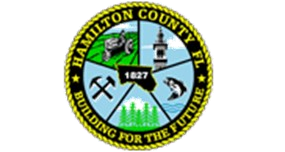 HAMILTON COUNTY FL
1827
BUILDING FOR THE FUTURE